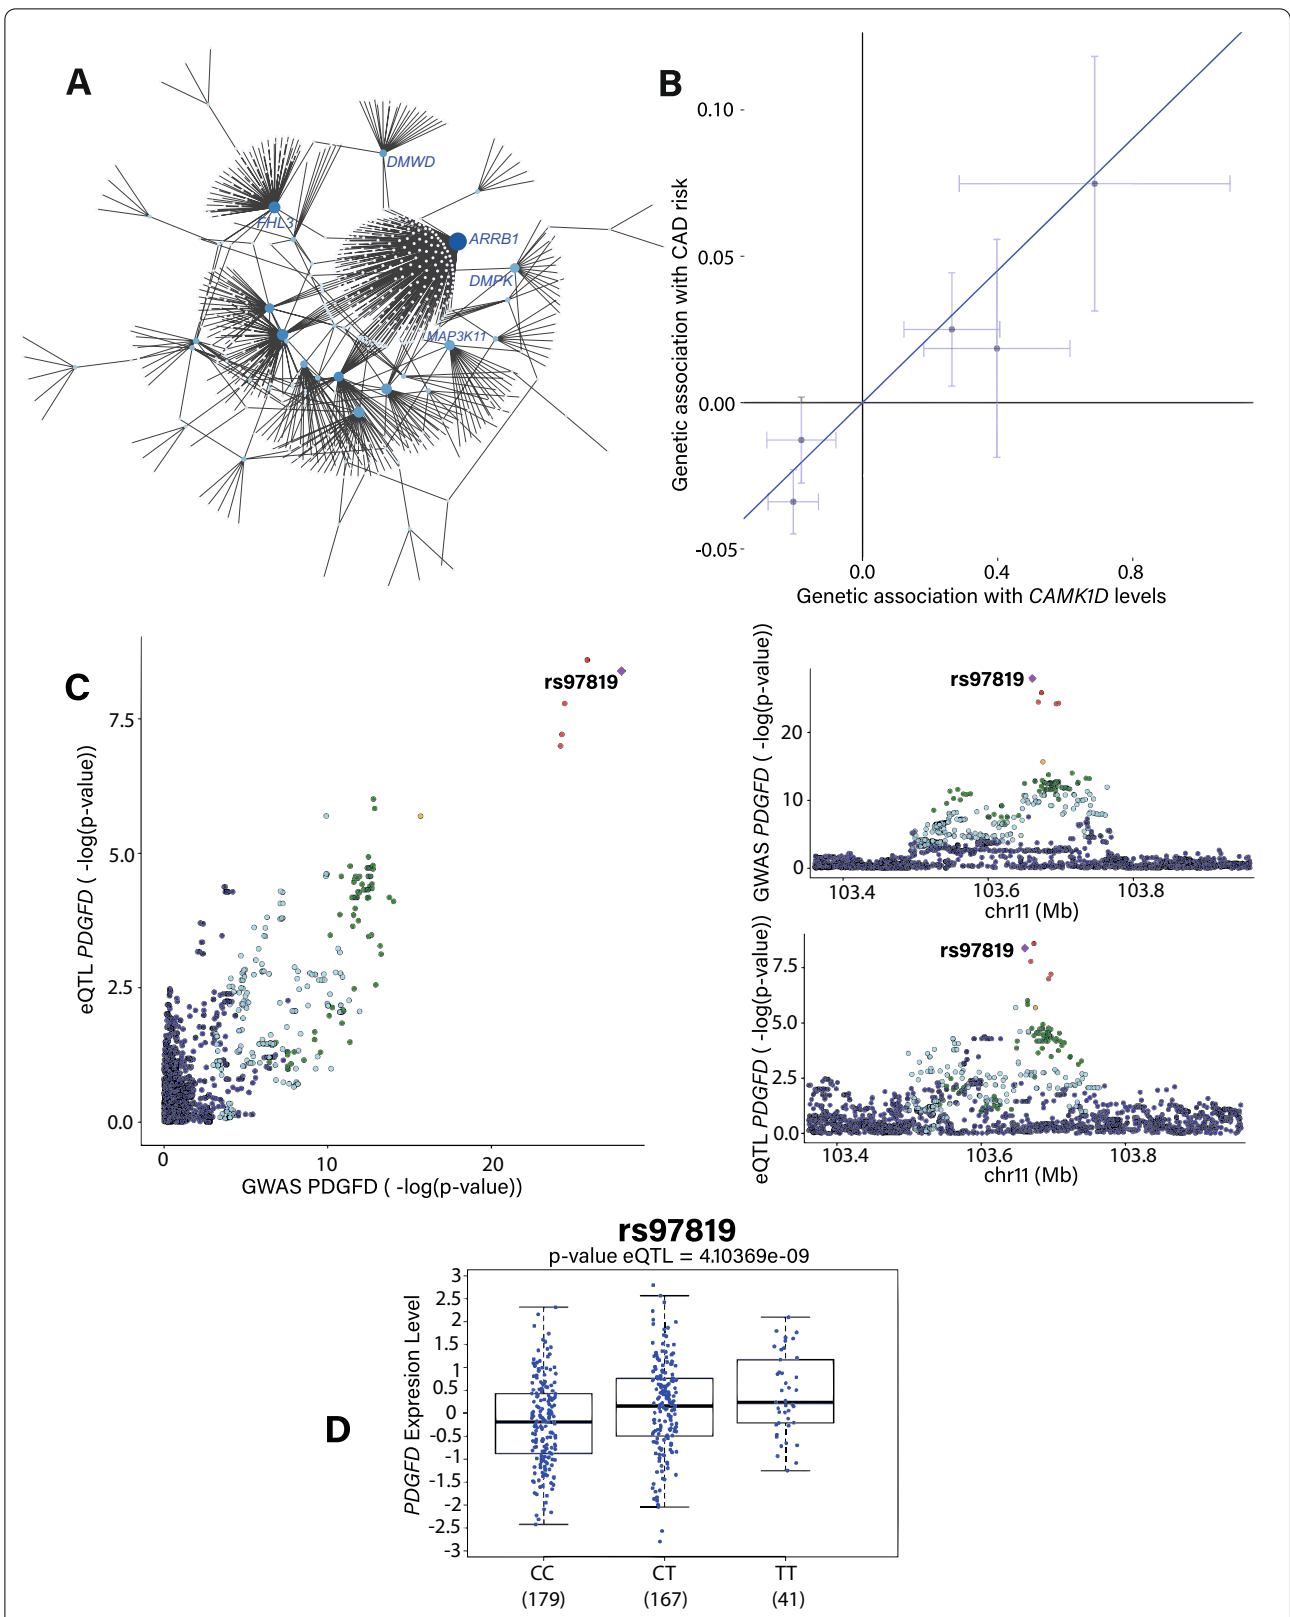 A
DMWD
FHL3
ARRB1
DMPK
MAP3K11
B
Genetic association with CAD risk
0.10
0.05
0.00
-0.05
0.0 0.4 0.8
Genetic association with CAMK1D levels
C
eQTL PDGFD ( -log(p-value))
7.5
5.0
2.5
0.0
rs97819
0 10 20
GWAS PDGFD ( -log(p-value))
GWAS PDGFD ( -log(p-value))
20
10
0
rs97819
103.4 103.6 103.8
chr11 (Mb)
eQTL PDGFD ( -log(p-value))
7.5
5.0
2.5
0.0
rs97819
103.4 103.6 103.8
chr11 (Mb)
D
rs97819
p-value eQTL = 4.10369e-09
PDGFD Expresion Level
3
2.5
2
1.5
1
0.5
0
-0.5
-1
-1.5
-2
-2.5
-3
CC CT TT
(179) (167) (41)